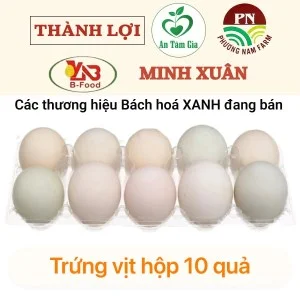 THÀNH LỢI
An Tâm Gia
PN
PHƯƠNG NAM FARM
B-Food
MINH XUÂN
Các thương hiệu Bách hoá XANH đang bán
Trứng vịt hộp 10 quả